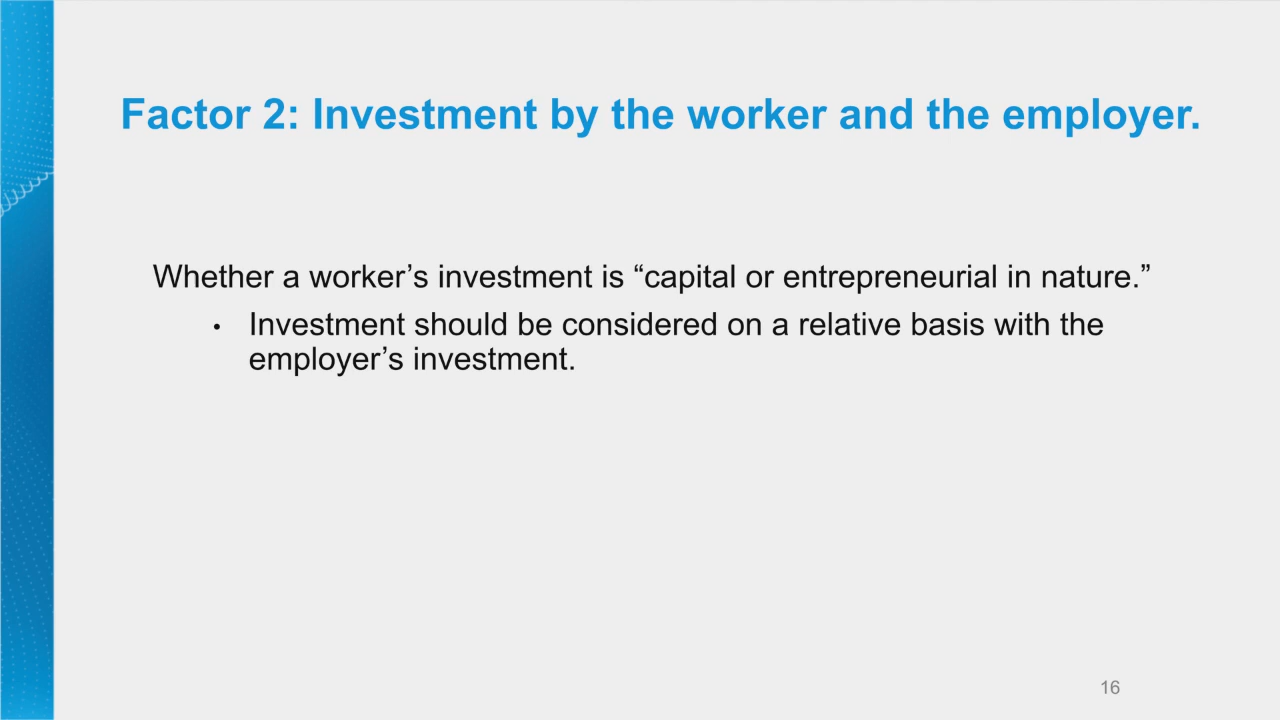 Factor 2: Investment by the worker and the employer.
Whether a worker’s investment is “capital or entrepreneurial in nature.”
• Investment should be considered on a relative basis with the
employer’s investment.
16